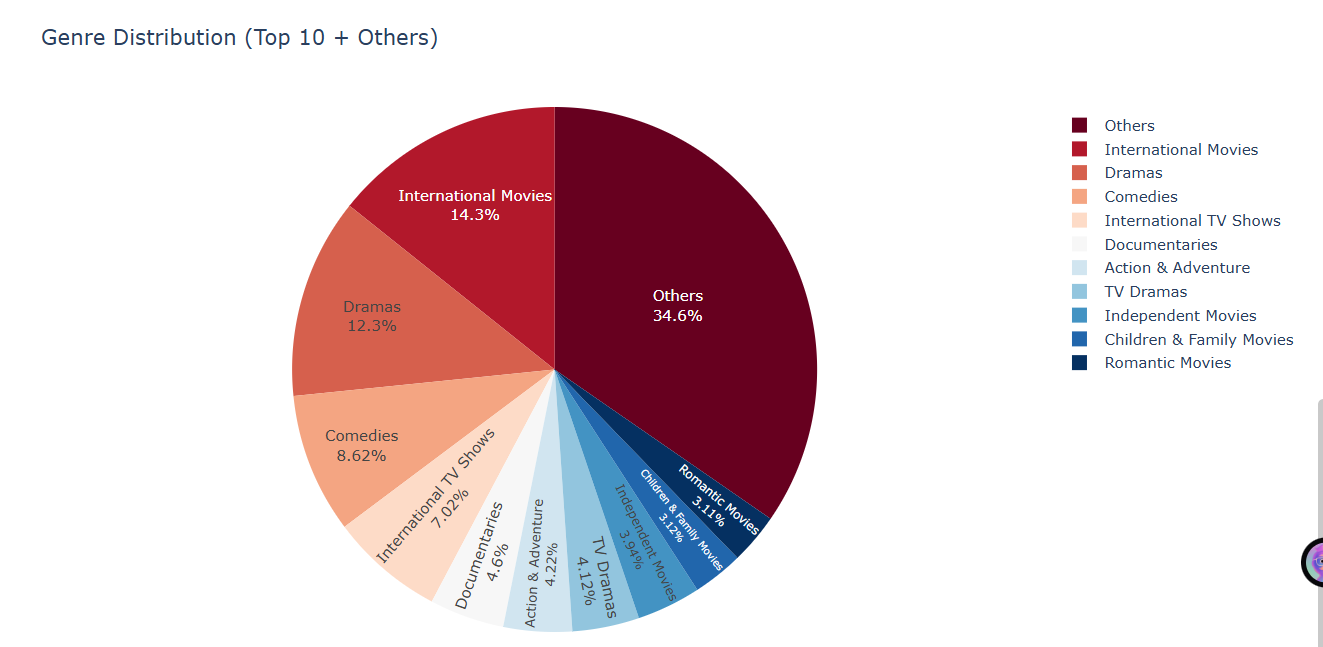 Genre Distribution (Top 10 + Others)
International Movies
14.3%
Others
34.6%
Dramas
12.3%
Comedies
8.62%
International TV Shows
7.02%
Documentaries
4.6%
Action & Adventure
4.22%
TV Dramas
4.12%
Independent Movies
3.94%
Children & Family Movies
3.12%
Romantic Movies
3.11%
Others
International Movies
Dramas
Comedies
International TV Shows
Documentaries
Action & Adventure
TV Dramas
Independent Movies
Children & Family Movies
Romantic Movies